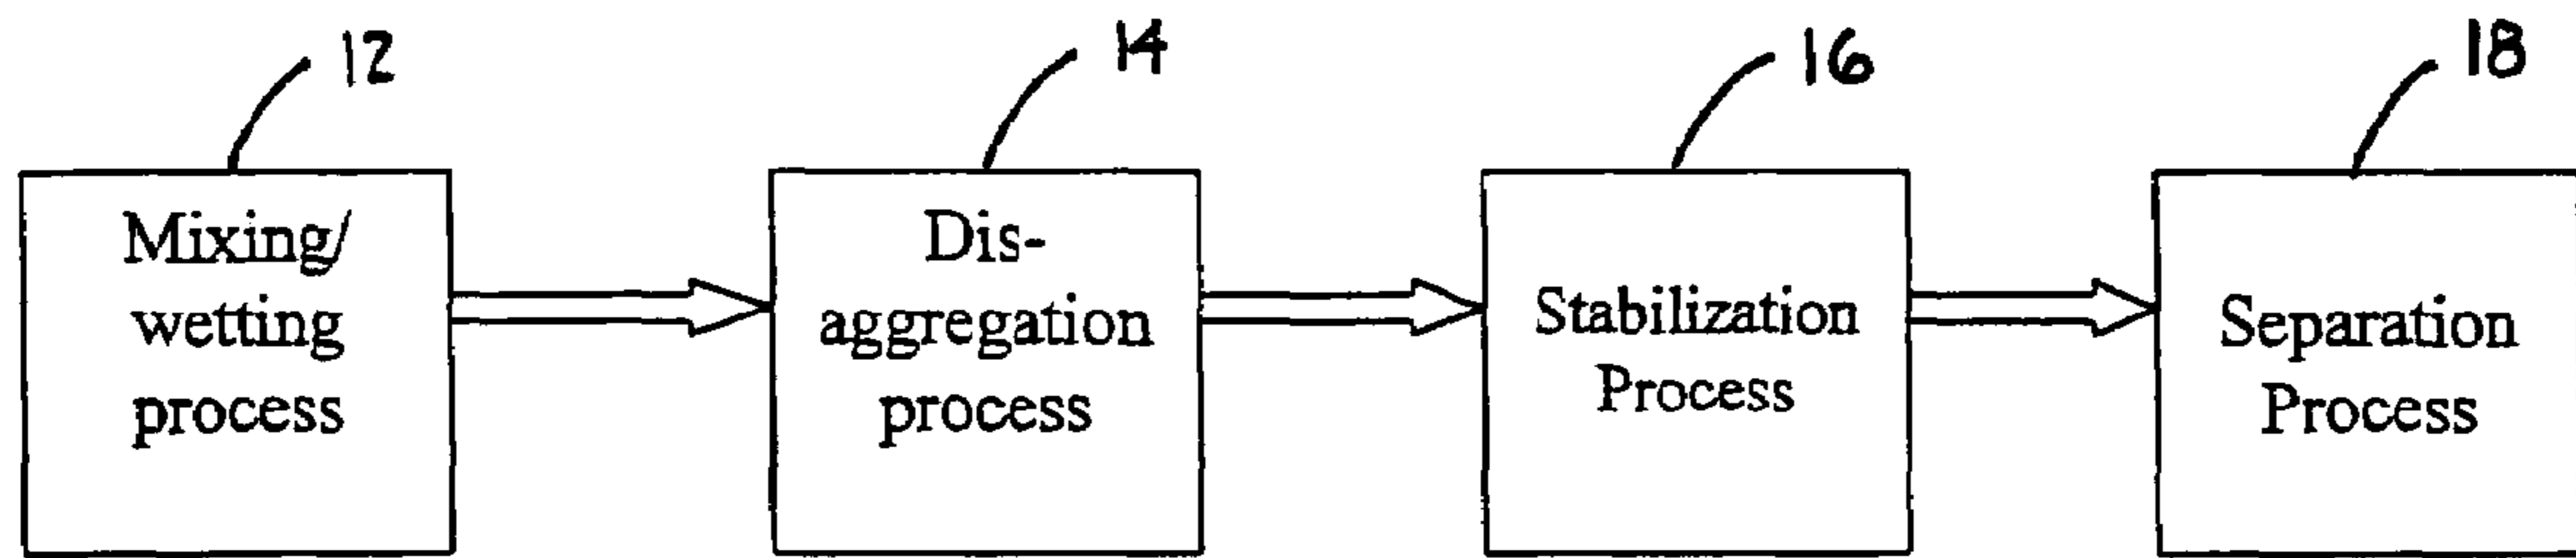 12
14
16
18
Mixing/
wetting
process
Dis-
aggregation
process
Stabilization
Process
Separation
Process